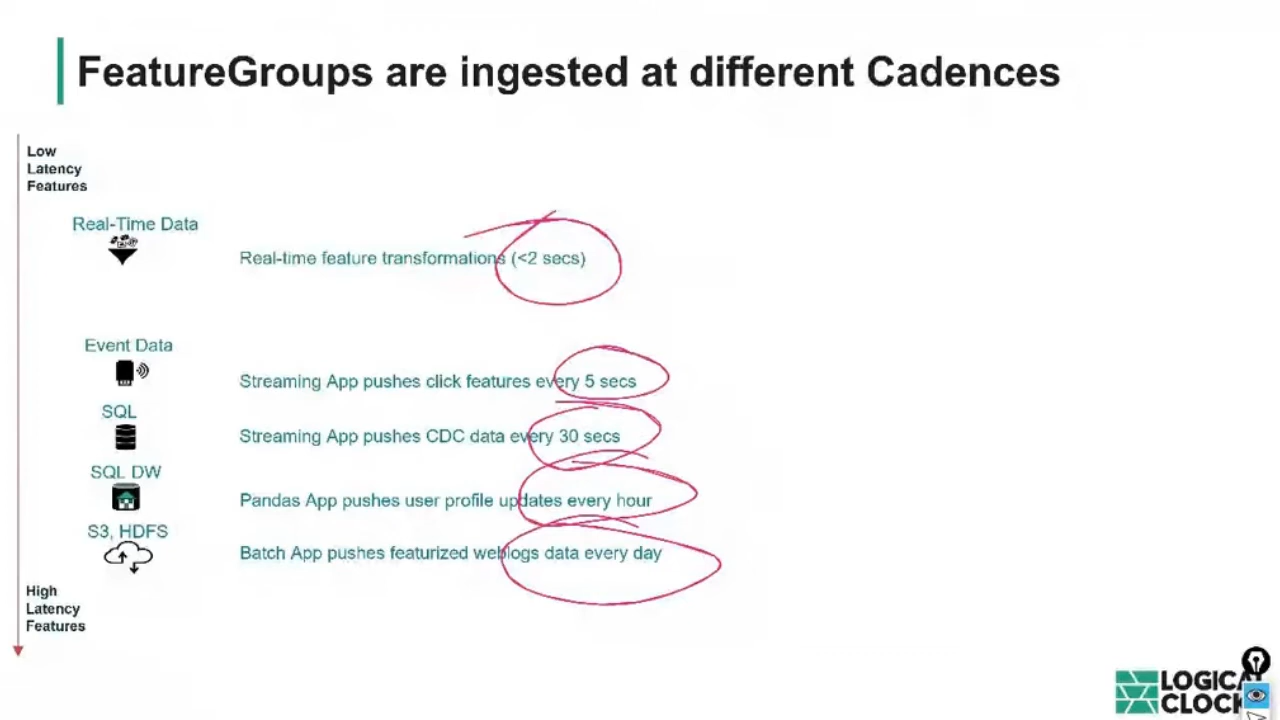 FeatureGroups are ingested at different Cadences
Low
Latency
Features
Real-Time Data
Real-time feature transformations (<2 secs)
Event Data
Streaming App pushes click features every 5 secs
SQL
Streaming App pushes CDC data every 30 secs
SQL DW
Pandas App pushes user profile updates every hour
S3, HDFS
Batch App pushes featurized weblogs data every day
High
Latency
Features
LOGICAL
CLOCK